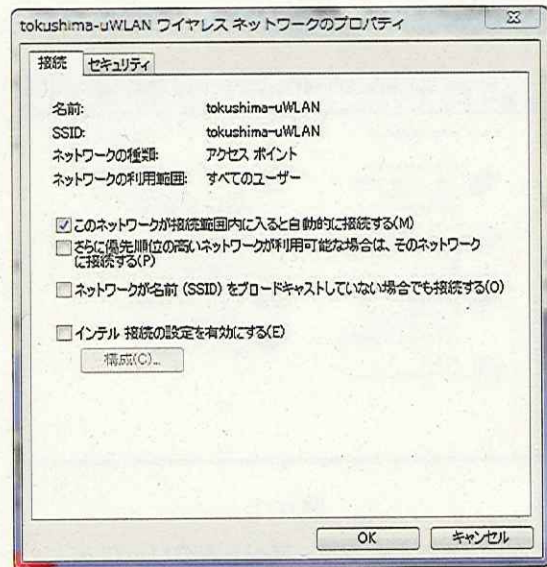 tokushima-uWLAN ワイヤレス ネットワークのプロパティ
接続 セキュリティ
名前: tokushima-uWLAN
SSID: tokushima-uWLAN
ネットワークの種類: アクセス ポイント
ネットワークの利用範囲: すべてのユーザー
このネットワークが接続範囲内に入ると自動的に接続する(M)
さらに優先順位の高いネットワークが利用可能な場合は、そのネットワーク
に接続する(P)
ネットワークが名前 (SSID) をブロードキャストしていない場合でも接続する(O)
インテル 接続の設定を有効にする(E)
構成(C)...
OK キャンセル